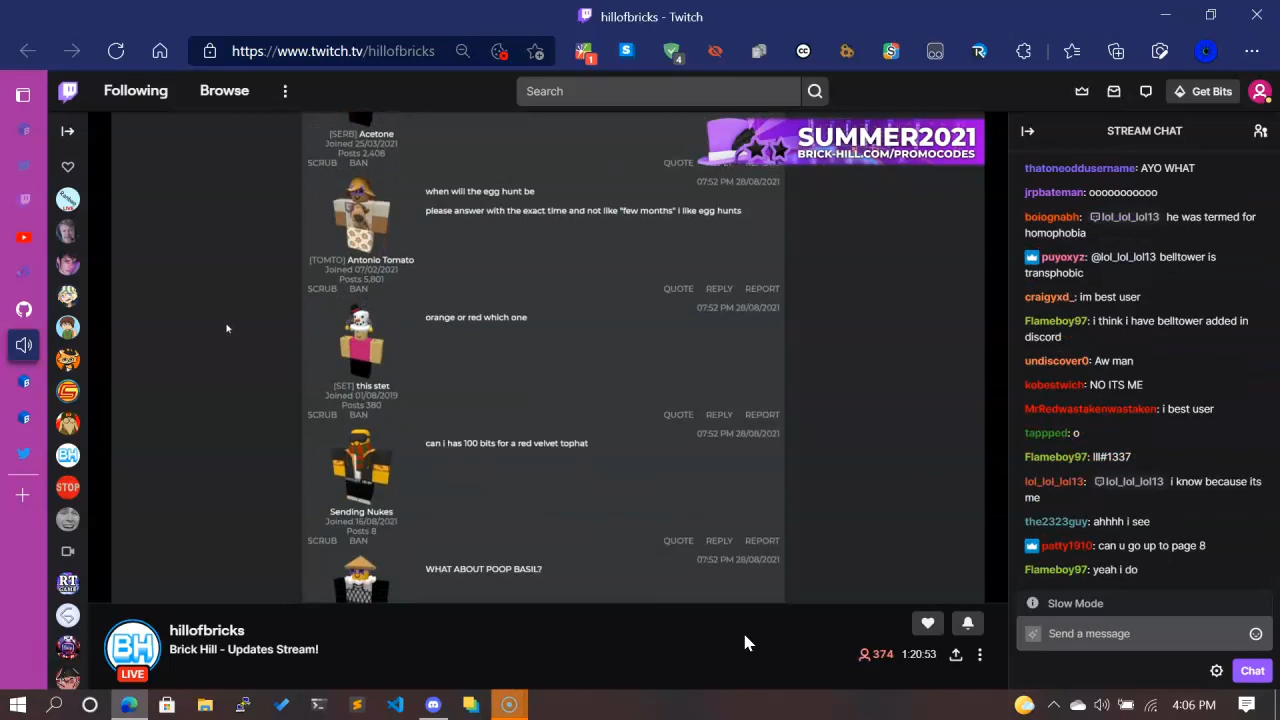 hillofbricks - Twitch
https://www.twitch.tv/hillofbricks
1
4
Following
Browse
Search
Get Bits
[SERB] Acetone
Joined 25/03/2021
Posts 2,408
SCRUB BAN
QUOTE
SUMMER2021
BRICK-HILL.COM/PROMOCODES
07:52 PM 28/08/2021
when will the egg hunt be
please answer with the exact time and not like "few months" i like egg hunts
[TOMTO] Antonio Tomato
Joined 07/02/2021
Posts 5,801
SCRUB BAN
QUOTE REPLY REPORT
07:52 PM 28/08/2021
orange or red which one
[SET] this stet
Joined 01/08/2019
Posts 380
SCRUB BAN
QUOTE REPLY REPORT
07:52 PM 28/08/2021
can i has 100 bits for a red velvet tophat
Sending Nukes
Joined 16/08/2021
Posts 8
SCRUB BAN
QUOTE REPLY REPORT
07:52 PM 28/08/2021
WHAT ABOUT POOP BASIL?
BH
LIVE
hillofbricks
Brick Hill - Updates Stream!
374
1:20:53
STREAM CHAT
thatoneoddusername: AYO WHAT
jrpbateman: ooooooooooo
boiognabh: lol_lol_lol13 he was termed for
homophobia
puyoxyz: @lol_lol_lol13 belltower is
transphobic
craigyxd_: im best user
Flameboy97: i think i have belltower added in
discord
undiscover0: Aw man
kobestwich: NO ITS ME
MrRedwastakenwastaken: i best user
tappped: o
Flameboy97: lll#1337
lol_lol_lol13: lol_lol_lol13 i know because its
me
the2323guy: ahhhh i see
patty1910: can u go up to page 8
Flameboy97: yeah i do
Slow Mode
Send a message
Chat
LIVE
BH
STOP
RT
GAME
4:06 PM